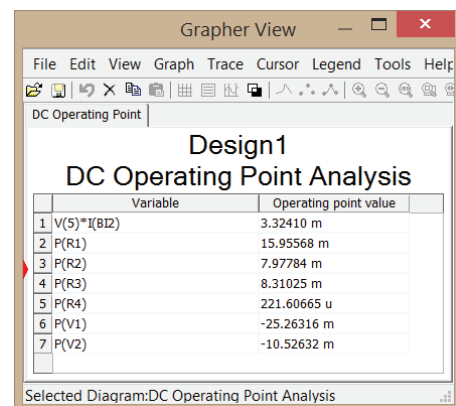 Grapher View
File Edit View Graph Trace Cursor Legend Tools Help
DC Operating Point
Design1
DC Operating Point Analysis
Variable Operating point value
1 V(5)*I(BI2) 3.32410 m
2 P(R1) 15.95568 m
3 P(R2) 7.97784 m
4 P(R3) 8.31025 m
5 P(R4) 221.60665 u
6 P(V1) -25.26316 m
7 P(V2) -10.52632 m
Selected Diagram:DC Operating Point Analysis